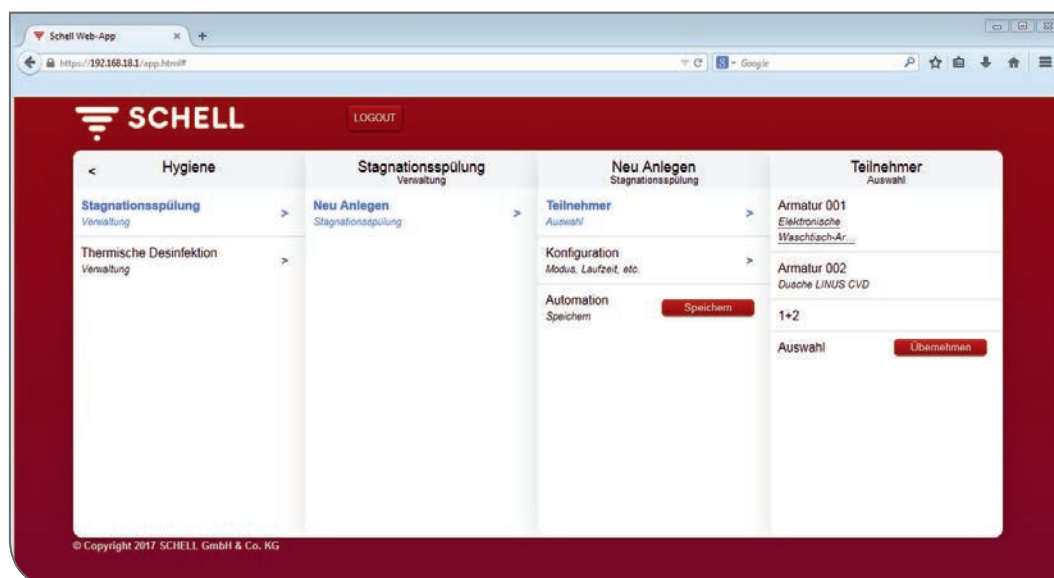 Schell Web-App
https://192.168.18.1/app.html#
Google
SCHELL
LOGOUT
< Hygiene
Stagnationsspülung >
Verwaltung
Thermische Desinfektion >
Verwaltung
Stagnationsspülung
Verwaltung
Neu Anlegen >
Stagnationsspülung
Neu Anlegen
Stagnationsspülung
Teilnehmer >
Auswahl
Konfiguration >
Modus, Laufzeit, etc.
Automation
Speichern
Speichern
Teilnehmer
Auswahl
Armatur 001
Elektronische
Waschtisch-Ar...
Armatur 002
Dusche LINUS CVD
1+2
Auswahl
Übernehmen
© Copyright 2017 SCHELL GmbH & Co. KG